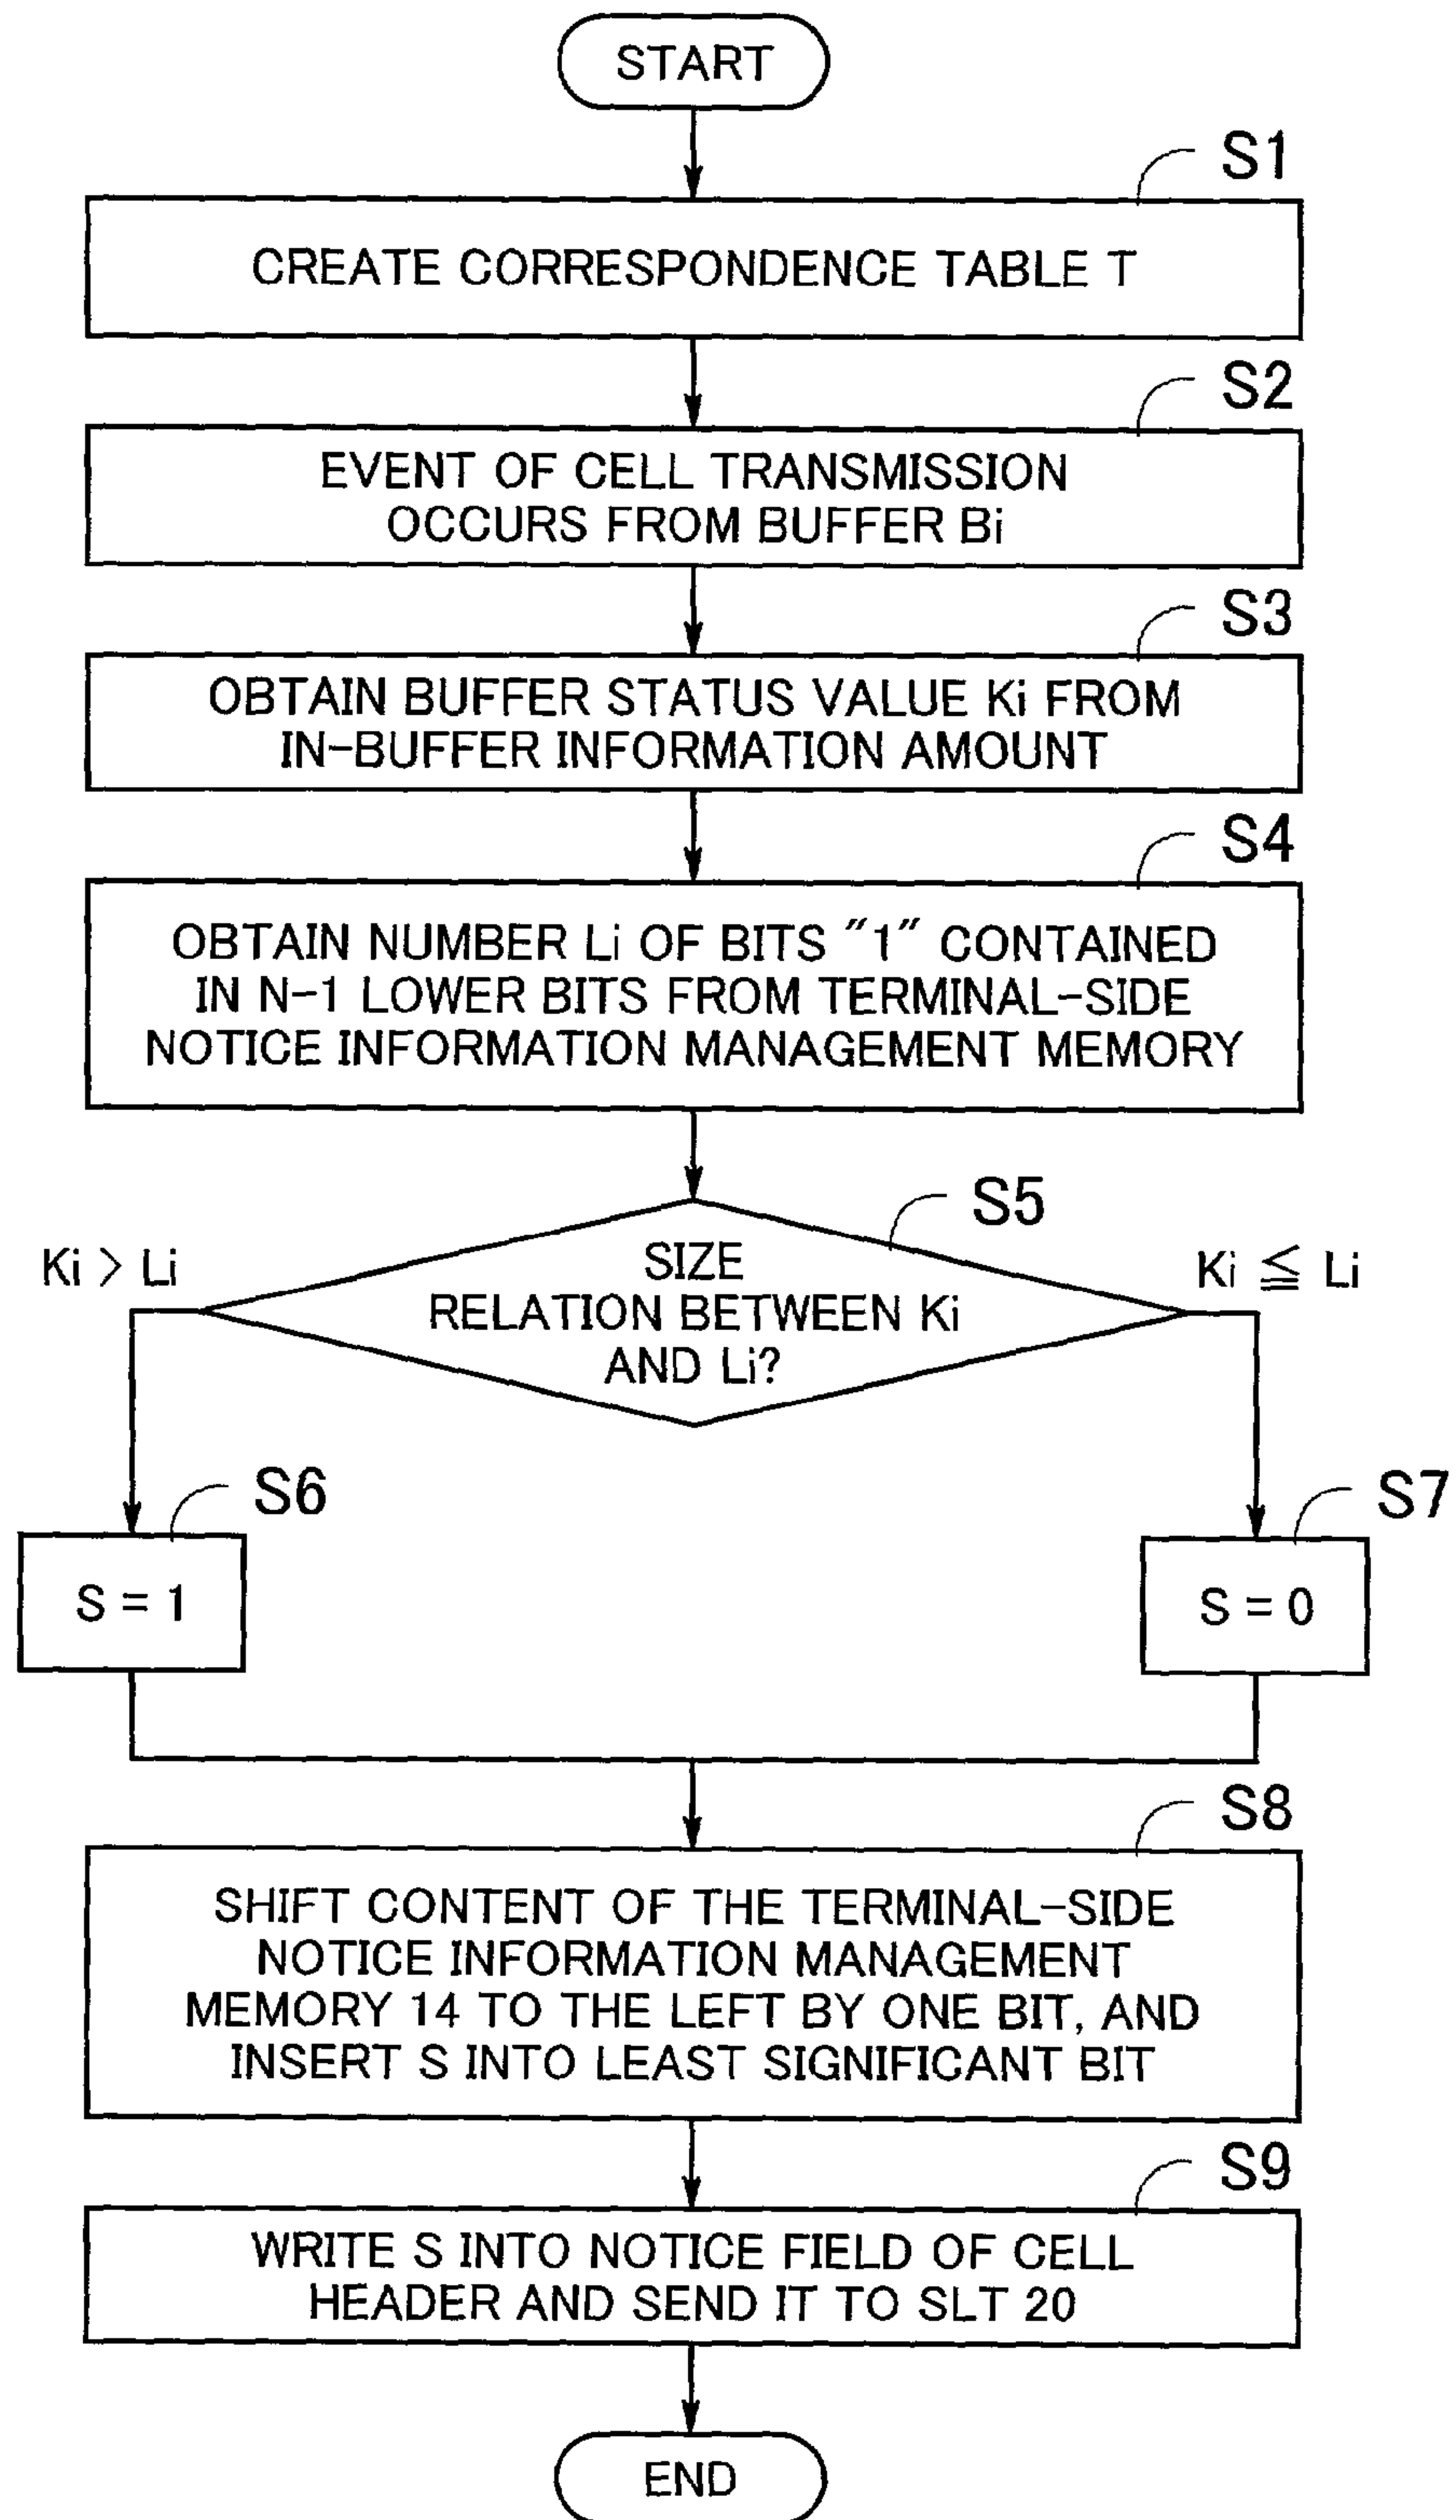 START
S1
CREATE CORRESPONDENCE TABLE T
S2
EVENT OF CELL TRANSMISSION
OCCURS FROM BUFFER Bi
S3
OBTAIN BUFFER STATUS VALUE Ki FROM
IN-BUFFER INFORMATION AMOUNT
S4
OBTAIN NUMBER Li OF BITS "1" CONTAINED
IN N-1 LOWER BITS FROM TERMINAL-SIDE
NOTICE INFORMATION MANAGEMENT MEMORY
S5
Ki > Li
SIZE
RELATION BETWEEN Ki
AND Li?
Ki ≦ Li
S6
S = 1
S7
S = 0
S8
SHIFT CONTENT OF THE TERMINAL-SIDE
NOTICE INFORMATION MANAGEMENT
MEMORY 14 TO THE LEFT BY ONE BIT, AND
INSERT S INTO LEAST SIGNIFICANT BIT
S9
WRITE S INTO NOTICE FIELD OF CELL
HEADER AND SEND IT TO SLT 20
END